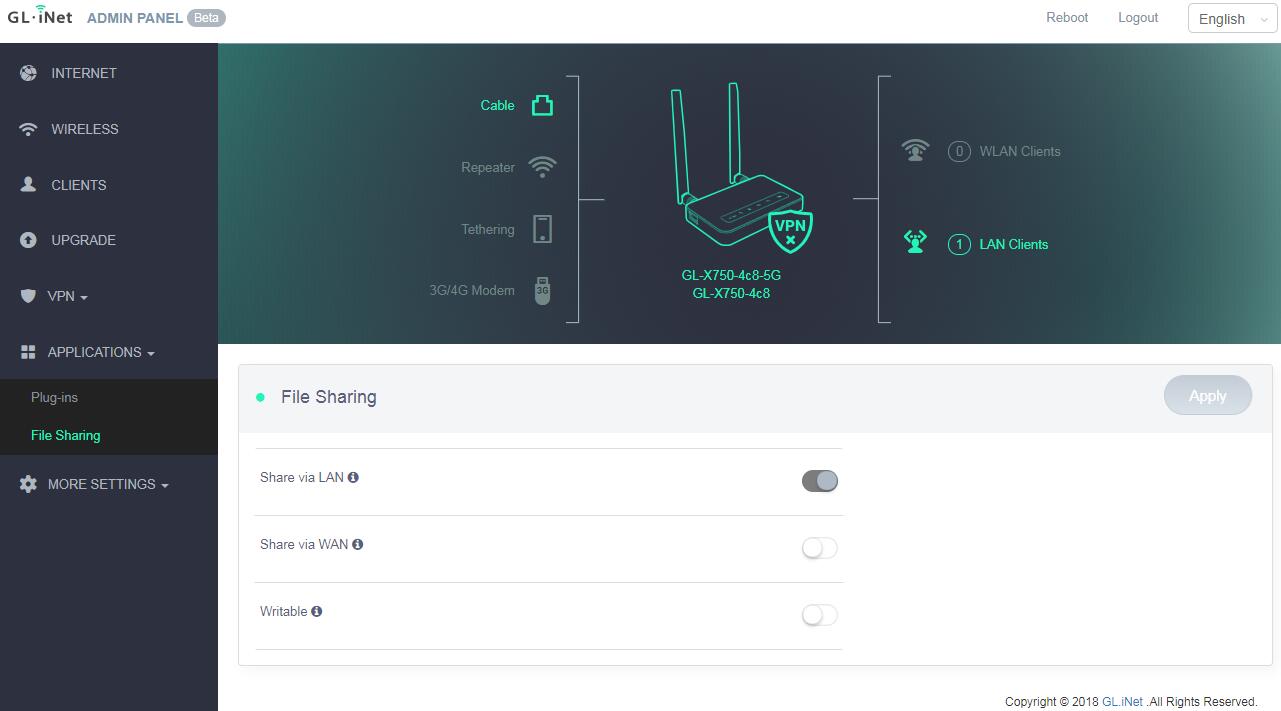 GL·iNet ADMIN PANEL Beta
Reboot Logout English
INTERNET
WIRELESS
CLIENTS
UPGRADE
VPN
APPLICATIONS
Plug-ins
File Sharing
MORE SETTINGS
Cable
Repeater
Tethering
3G/4G Modem
3G
VPN
GL-X750-4c8-5G
GL-X750-4c8
0 WLAN Clients
1 LAN Clients
File Sharing
Apply
Share via LAN
Share via WAN
Writable
Copyright © 2018 GL.iNet .All Rights Reserved.